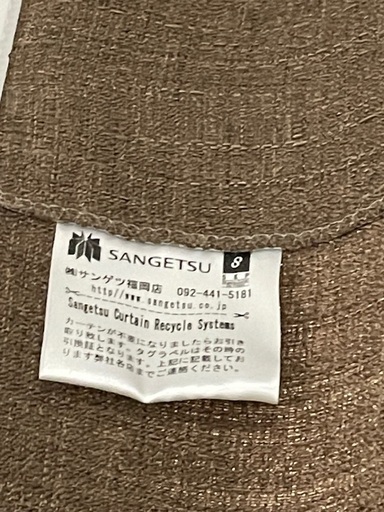 SANGETSU 8
SEP
㈱サンゲツ福岡店 092-441-5181
http//www.sangetsu.co.jp
Sangetsu Curtain Recycle Systems
カーテンが不要になりましたらお引き
取り致します。タグラベルはその時の
引換証となります。上記に記載してお
ります弊社各店までご連絡ください。